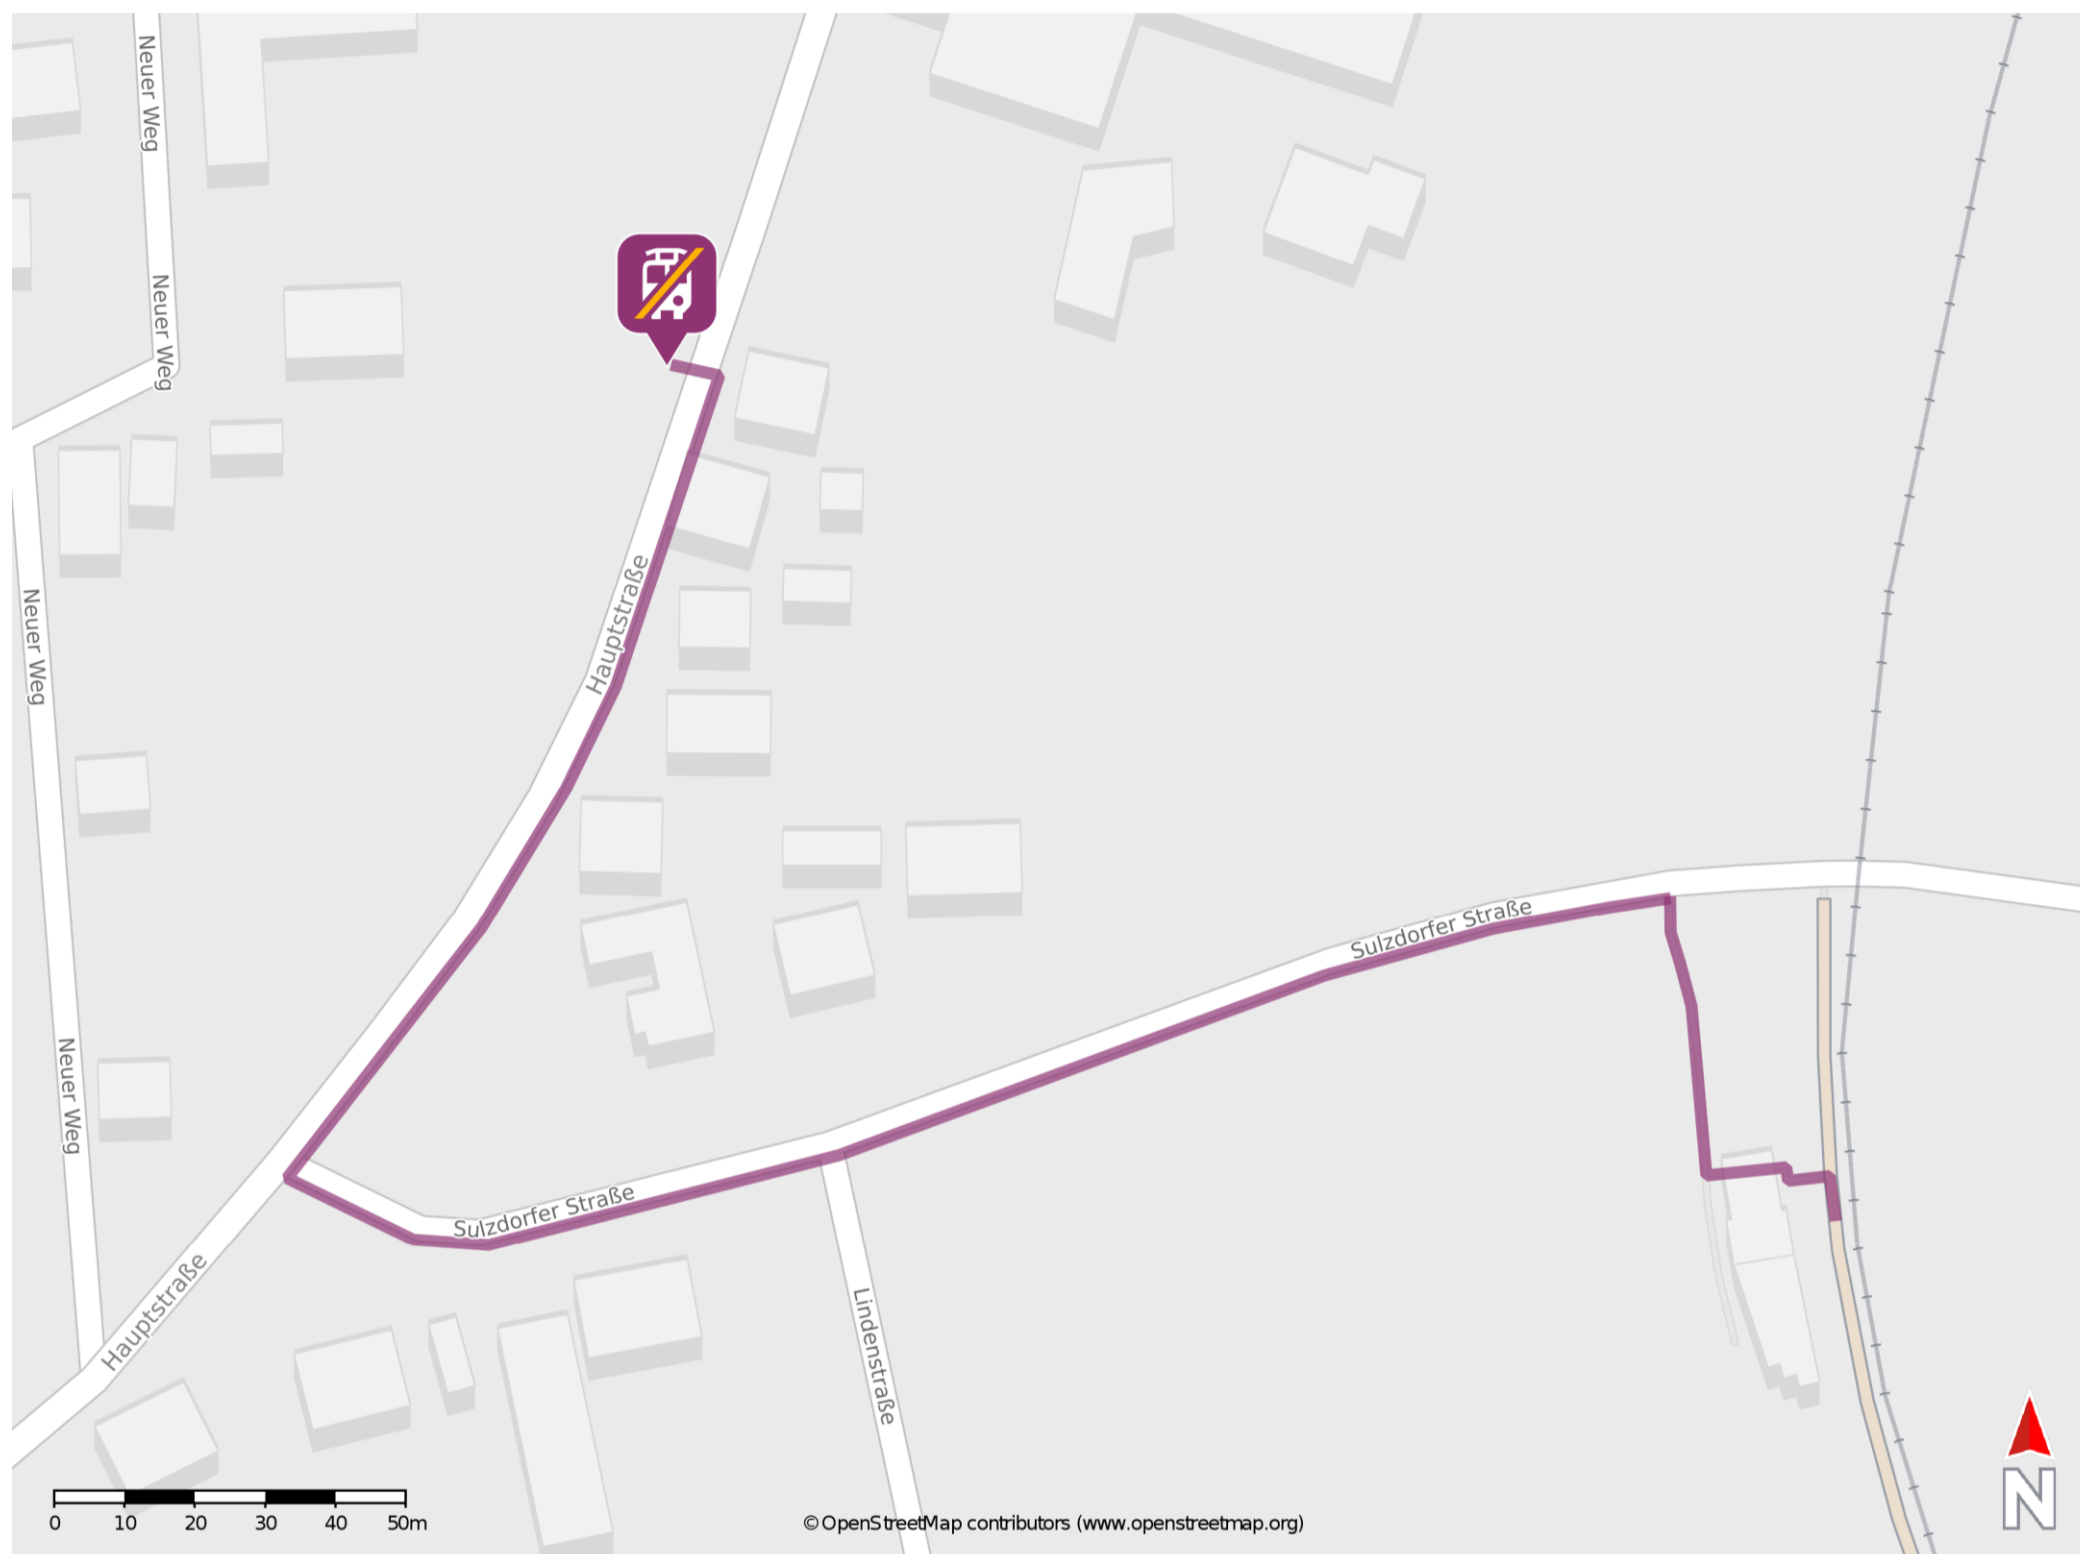 Neuer Weg
Neuer Weg
Hauptstraße
Neuer Weg
Sulzdorfer Straße
Neuer Weg
Sulzdorfer Straße
Hauptstraße
Lindenstraße
0 10 20 30 40 50m
© OpenStreetMap contributors (www.openstreetmap.org)
N